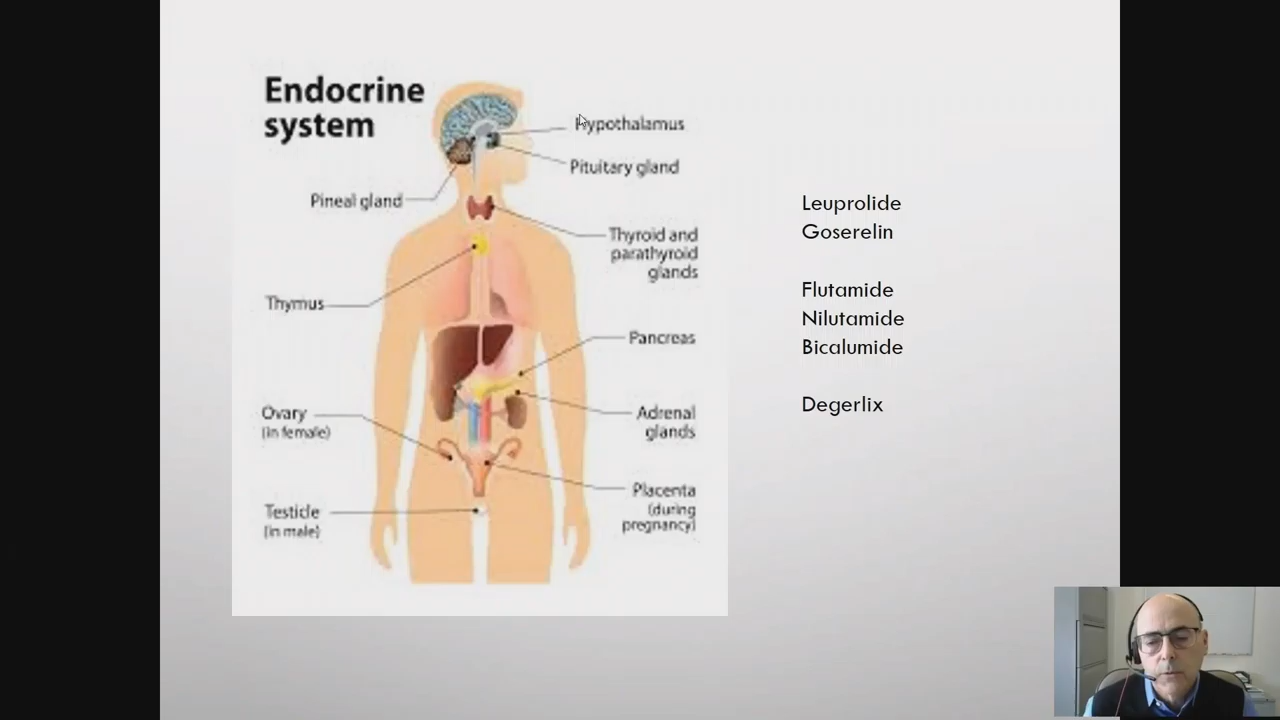 Endocrine
system
Hypothalamus
Pituitary gland
Pineal gland
Thyroid and
parathyroid
glands
Thymus
Pancreas
Ovary
(in female)
Adrenal
glands
Placenta
(during
pregnancy)
Testicle
(in male)
Leuprolide
Goserelin
Flutamide
Nilutamide
Bicalumide
Degerlix